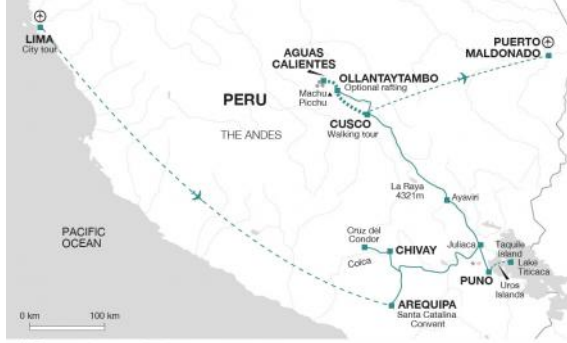 LIMA
City tour
PUERTO
MALDONADO
AGUAS
CALIENTES
OLLANTAYTAMBO
Optional rafting
Machu
Picchu
PERU
CUSCO
Walking tour
THE ANDES
La Raya
4321m
Ayaviri
PACIFIC
OCEAN
Cruz del
Condor
CHIVAY
Colca
Juliaca
Taquile
Island
Lake
Titicaca
PUNO
Uros
Islands
AREQUIPA
Santa Catalina
Convent
0 km
100 km